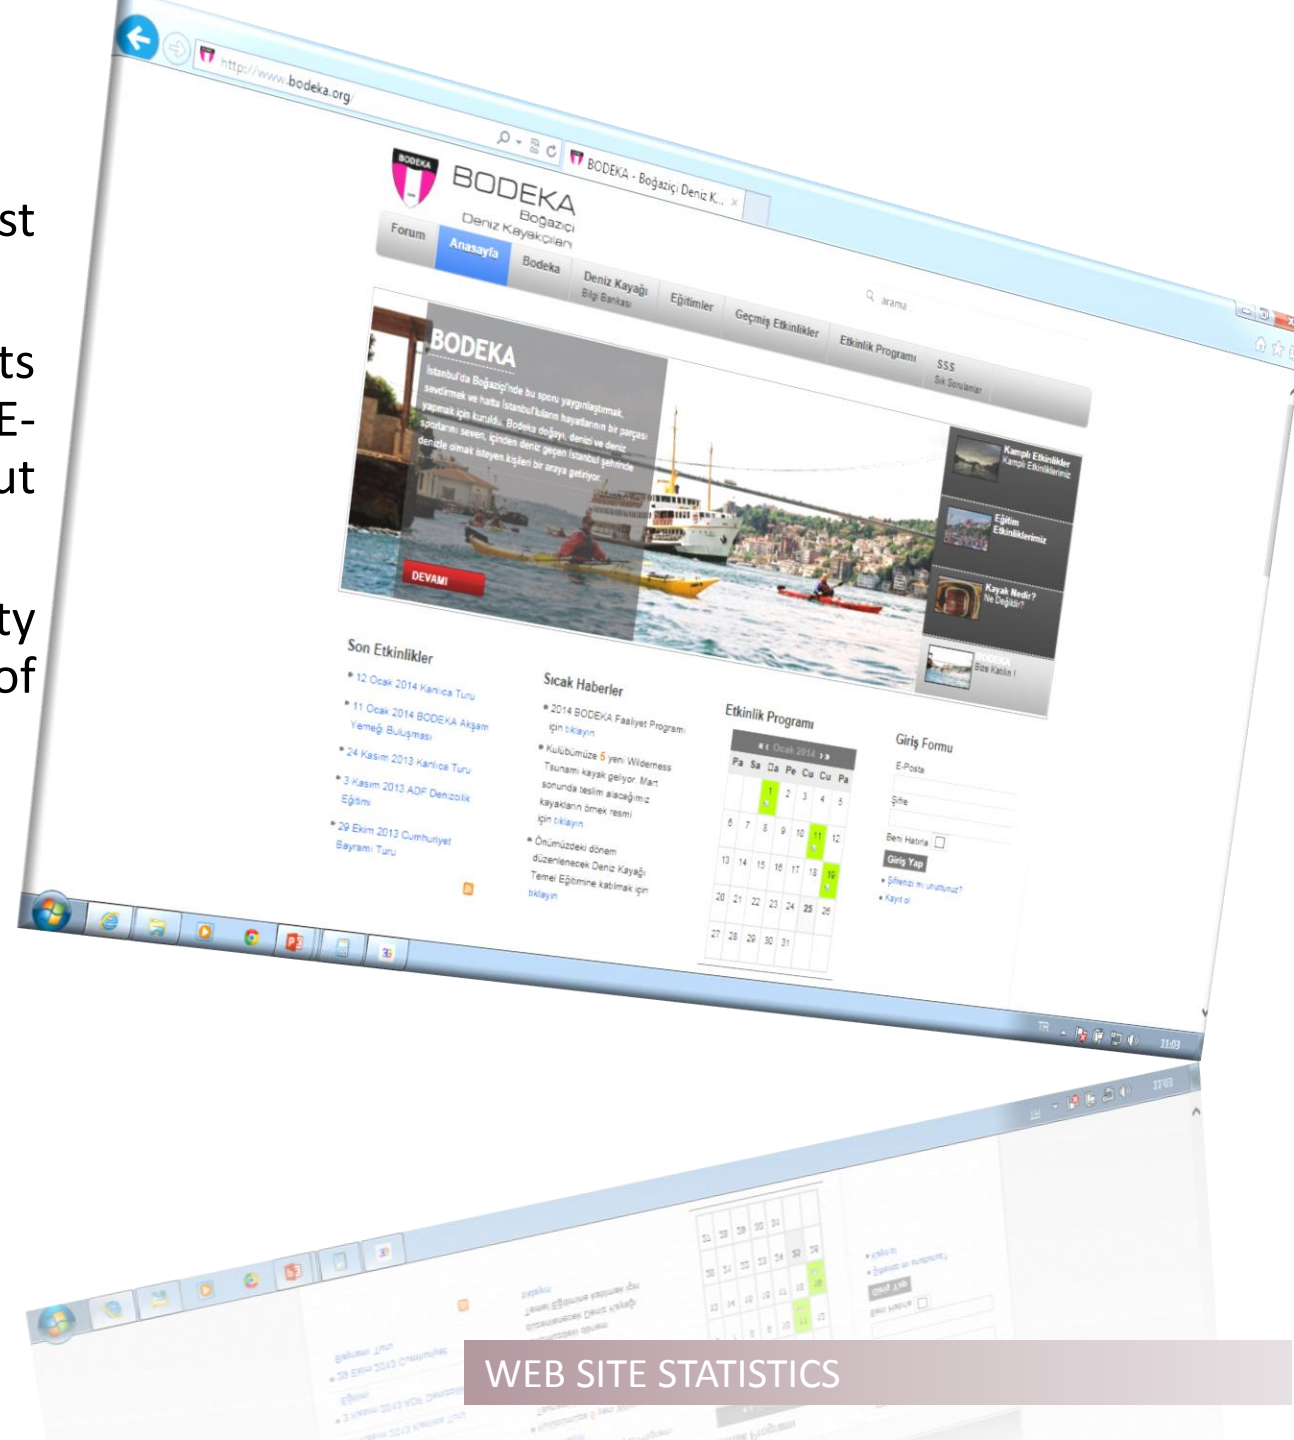 st
ts
E-
ut
ty
of
http://www.bodeka.org/
BODEKA - Boğaziçi Deniz K...
BODEKA
BODEKA
Boğaziçi
Deniz Kayakçıları
arama
Forum
Anasayfa
Bodeka
Deniz Kayağı
Bilgi Bankası
Eğitimler
Geçmiş Etkinlikler
Etkinlik Programı
SSS
Sık Sorulanlar
BODEKA
İstanbul'da Boğaziçi'nde bu sporu yaygınlaştırmak,
sevdirmek ve hatta İstanbul'luların hayatlarının bir parçası
yapmak için kuruldu. Bodeka doğayı, denizi ve deniz
sporlarını seven, içinden deniz geçen İstanbul şehrinde
denizle olmak isteyen kişileri bir araya getiriyor.
DEVAMI
Kamplı Etkinlikler
Kamplı Etkinliklerimiz
Eğitim
Etkinliklerimiz
Kayak Nedir?
Ne Değildir?
BODEKA
Bize Katılın !
Son Etkinlikler
12 Ocak 2014 Kanlıca Turu
11 Ocak 2014 BODEKA Akşam
Yemeği Buluşması
24 Kasım 2013 Kanlıca Turu
3 Kasım 2013 ADF Denizcilik
Eğitimi
29 Ekim 2013 Cumhuriyet
Bayramı Turu
Sıcak Haberler
2014 BODEKA Faaliyet Programı
için tıklayın
Kulübümüze 5 yeni Wilderness
Tsunami kayak geliyor. Mart
sonunda teslim alacağımız
kayakların örnek resmi
için tıklayın
Önümüzdeki dönem
düzenlenecek Deniz Kayağı
Temel Eğitimine katılmak için
tıklayın
Etkinlik Programı
«‹ Ocak 2014 ›»
Pa Sa Ça Pe Cu Cu Pa
1 2 3 4 5
6 7 8 9 10 11 12
13 14 15 16 17 18 19
20 21 22 23 24 25 26
27 28 29 30 31
Giriş Formu
E-Posta
Şifre
Beni Hatırla
Giriş Yap
Şifrenizi mi unuttunuz?
Kayıt ol
TR
11:03
WEB SITE STATISTICS